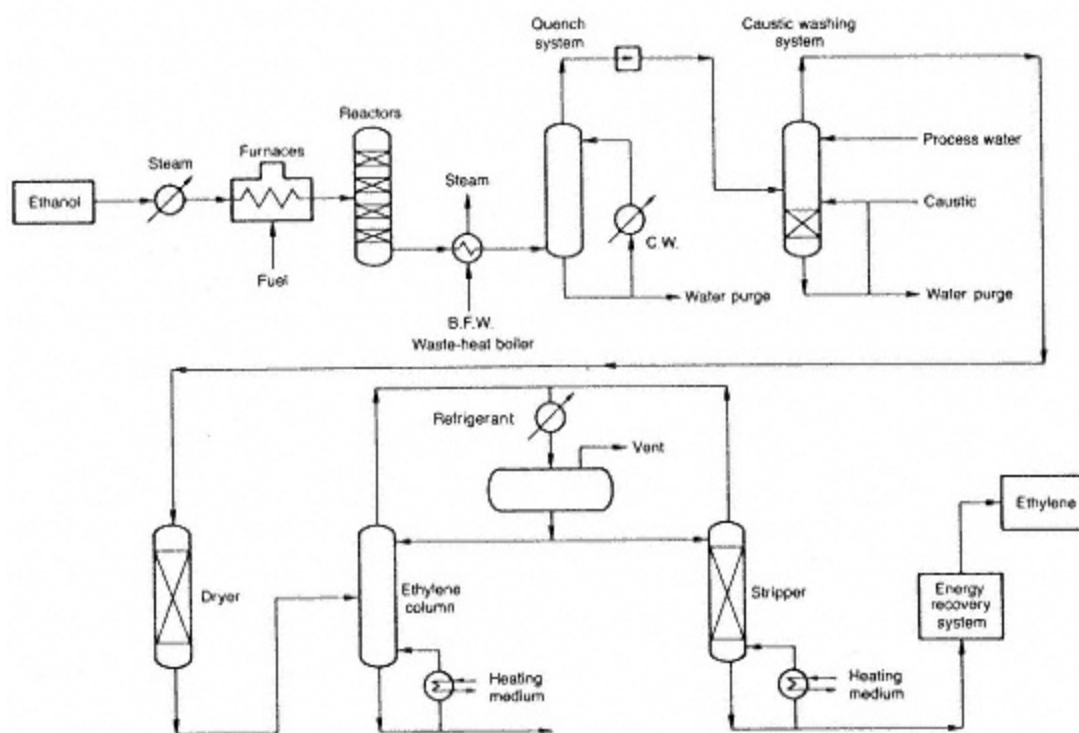 Quench
system
Caustic washing
system
Reactors
Process water
Furnaces
Steam
Steam
Ethanol
Caustic
C.W.
Fuel
Water purge
Water purge
B.F.W.
Waste-heat boiler
Refrigerant
Vent
Ethylene
Dryer
Ethylene
column
Stripper
Energy
recovery
system
Heating
medium
Heating
medium